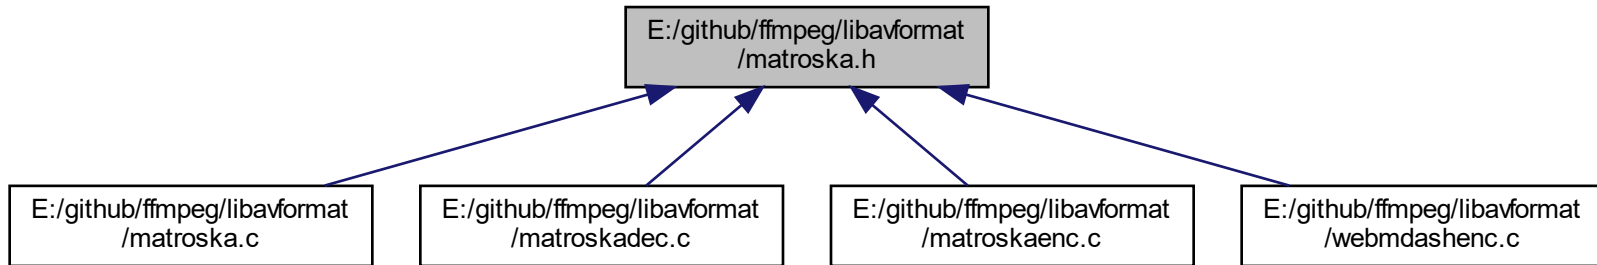 E:/github/ffmpeg/libavformat
/matroska.h
E:/github/ffmpeg/libavformat
/matroska.c
E:/github/ffmpeg/libavformat
/matroskadec.c
E:/github/ffmpeg/libavformat
/matroskaenc.c
E:/github/ffmpeg/libavformat
/webmdashenc.c